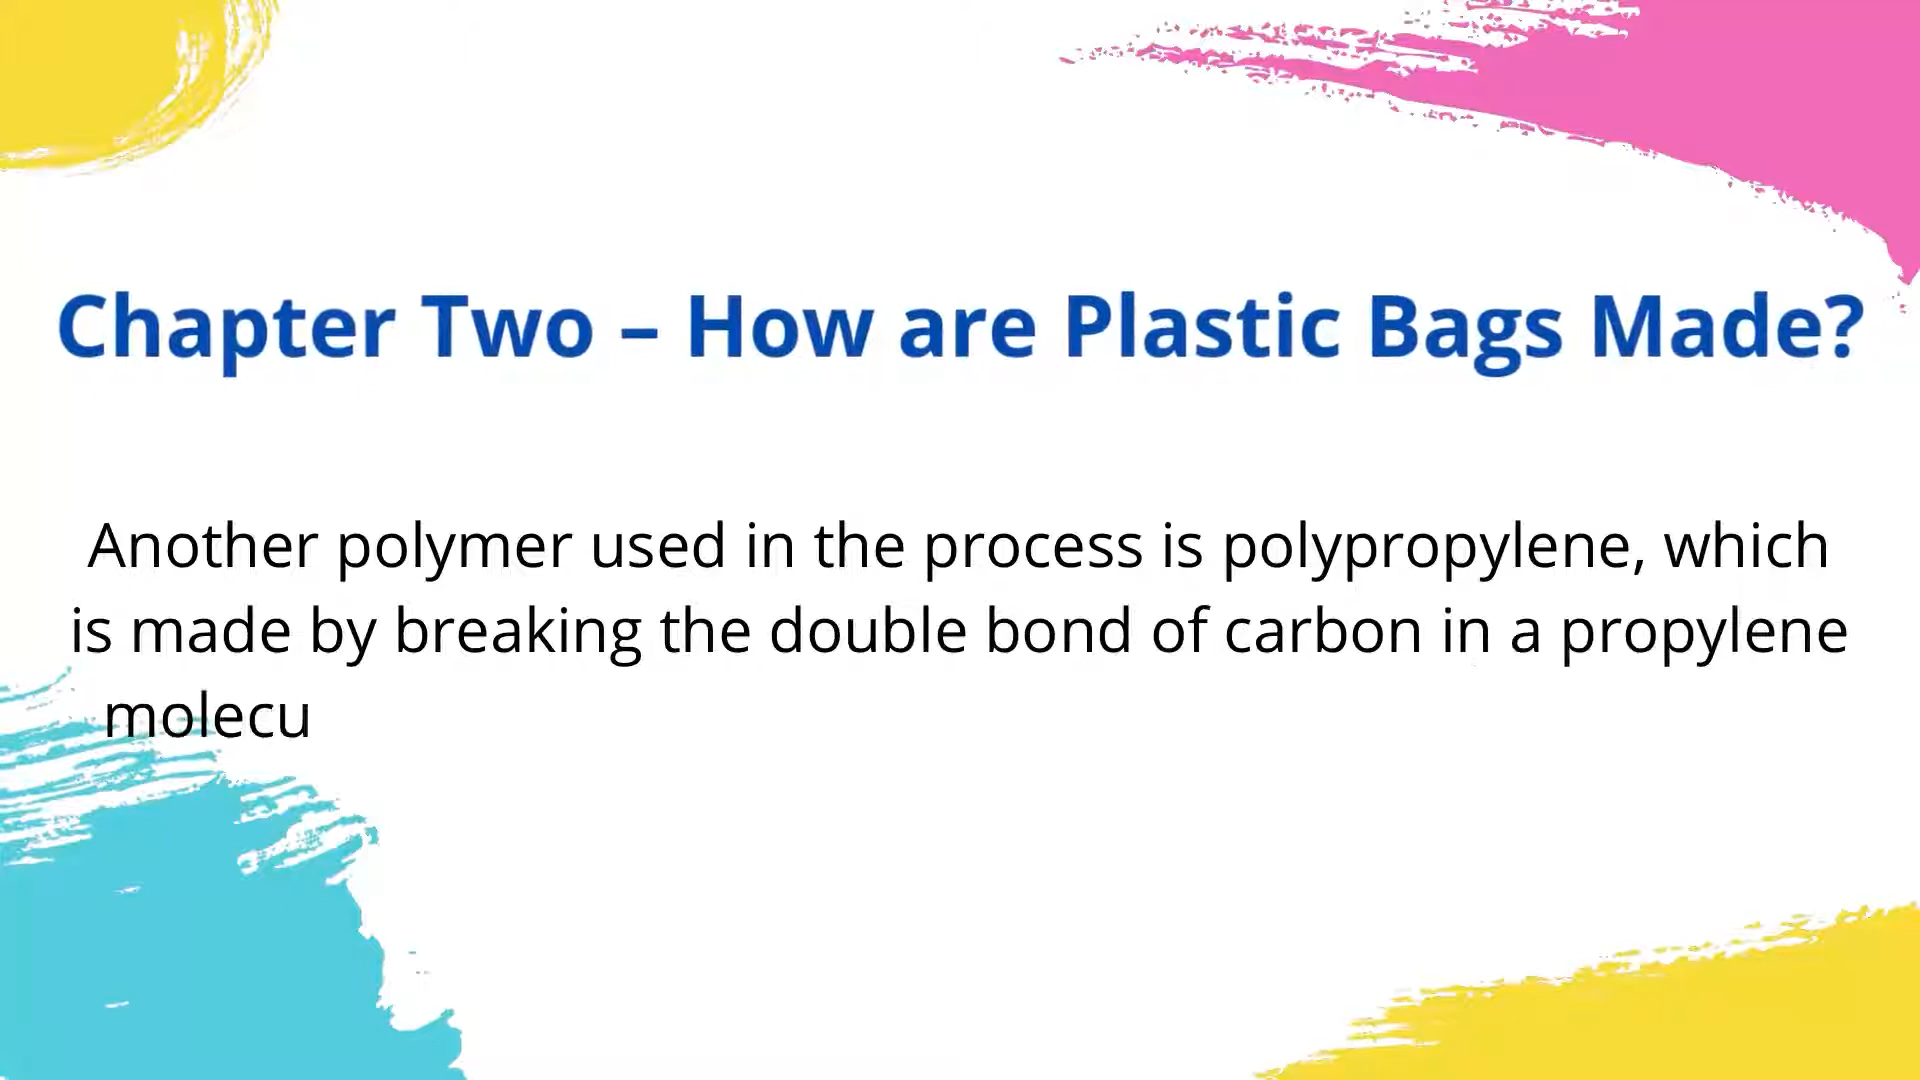 Chapter Two – How are Plastic Bags Made?
Another polymer used in the process is polypropylene, which
is made by breaking the double bond of carbon in a propylene
molecu